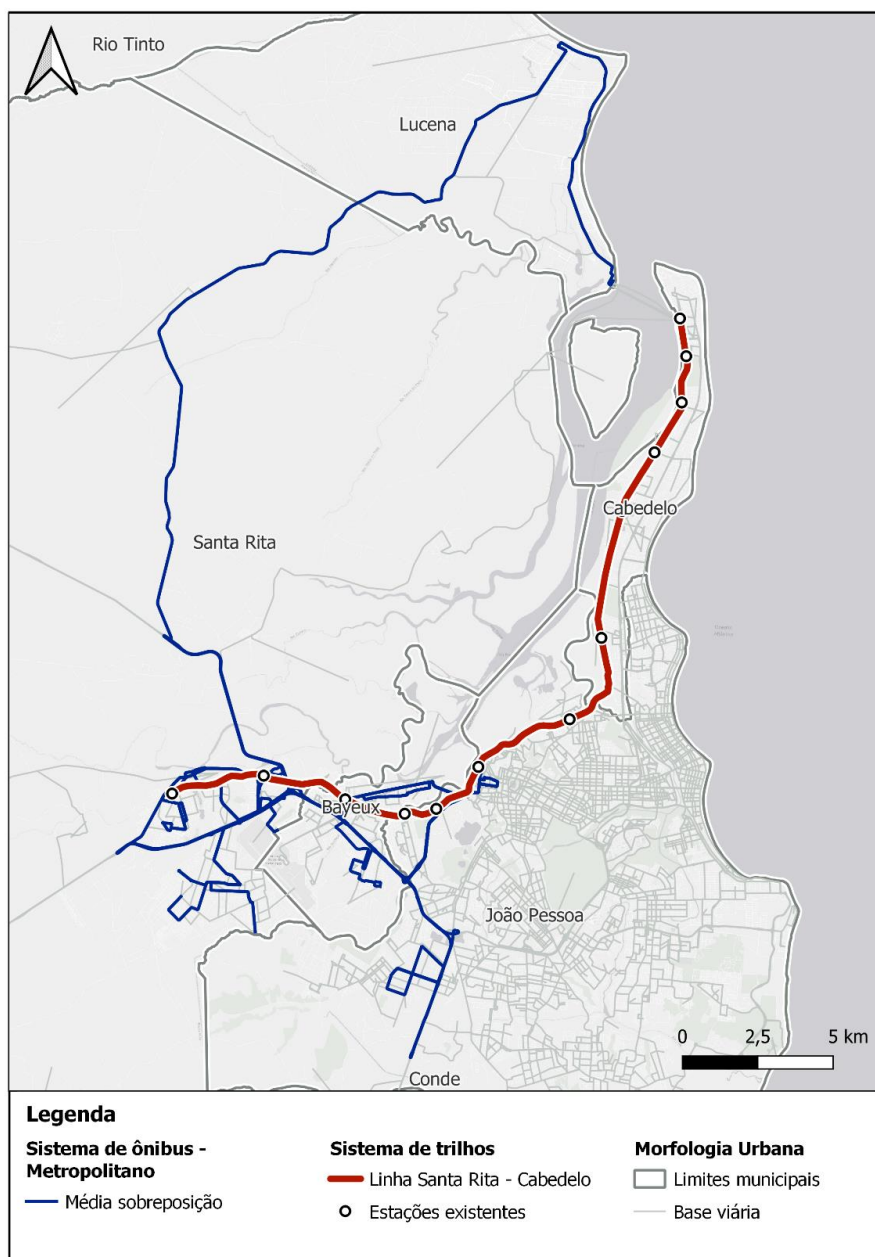 Rio Tinto
Lucena
Cabedelo
Santa Rita
Bayeux
João Pessoa
0 2,5 5 km
Conde
Legenda
Sistema de ônibus -
Metropolitano
Média sobreposição
Sistema de trilhos
Linha Santa Rita - Cabedelo
Estações existentes
Morfologia Urbana
Limites municipais
Base viária